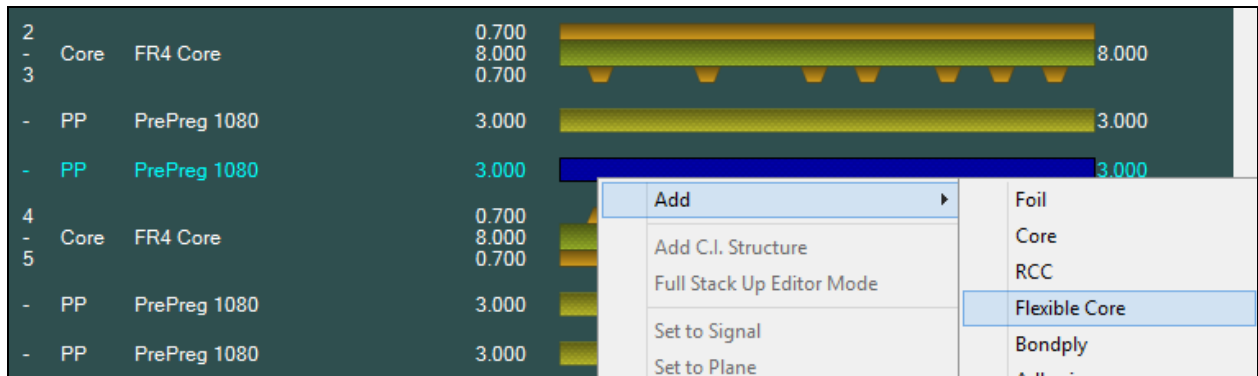 2 0.700
- Core FR4 Core 8.000 8.000
3 0.700
- PP PrePreg 1080 3.000 3.000
- PP PrePreg 1080 3.000 3.000
4 0.700
- Core FR4 Core 8.000
5 0.700
- PP PrePreg 1080 3.000
- PP PrePreg 1080 3.000
Add
Add C.I. Structure
Full Stack Up Editor Mode
Set to Signal
Set to Plane
Foil
Core
RCC
Flexible Core
Bondply